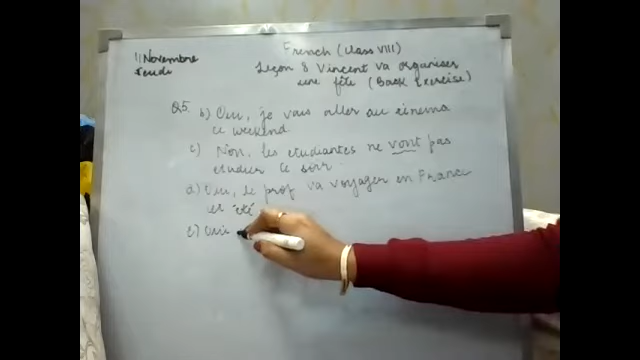 11 Novembre
Jeudi
French (Class VIII)
Leçon 8 Vincent va organiser
une fête (Back Exercise)
Q5. b) Oui, je vais aller au cinema
ce weekend.
c) Non, les etudiantes ne vont pas
etudier ce soir.
d) Oui, le prof va voyager en France
et été
e) Oui